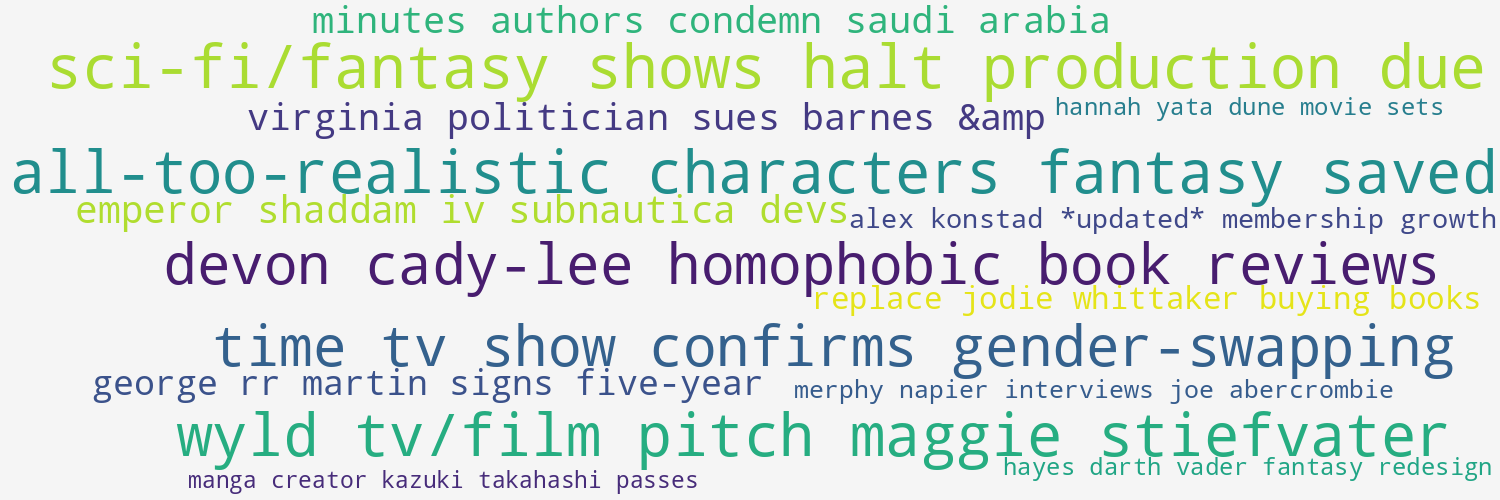 minutes authors condemn saudi arabia
sci-fi/fantasy shows halt production due
virginia politician sues barnes &amp
hannah yata dune movie sets
all-too-realistic characters fantasy saved
emperor shaddam iv subnautica devs
alex konstad *updated* membership growth
devon cady-lee homophobic book reviews
replace jodie whittaker buying books
time tv show confirms gender-swapping
george rr martin signs five-year
merphy napier interviews joe abercrombie
wyld tv/film pitch maggie stiefvater
hayes darth vader fantasy redesign
manga creator kazuki takahashi passes